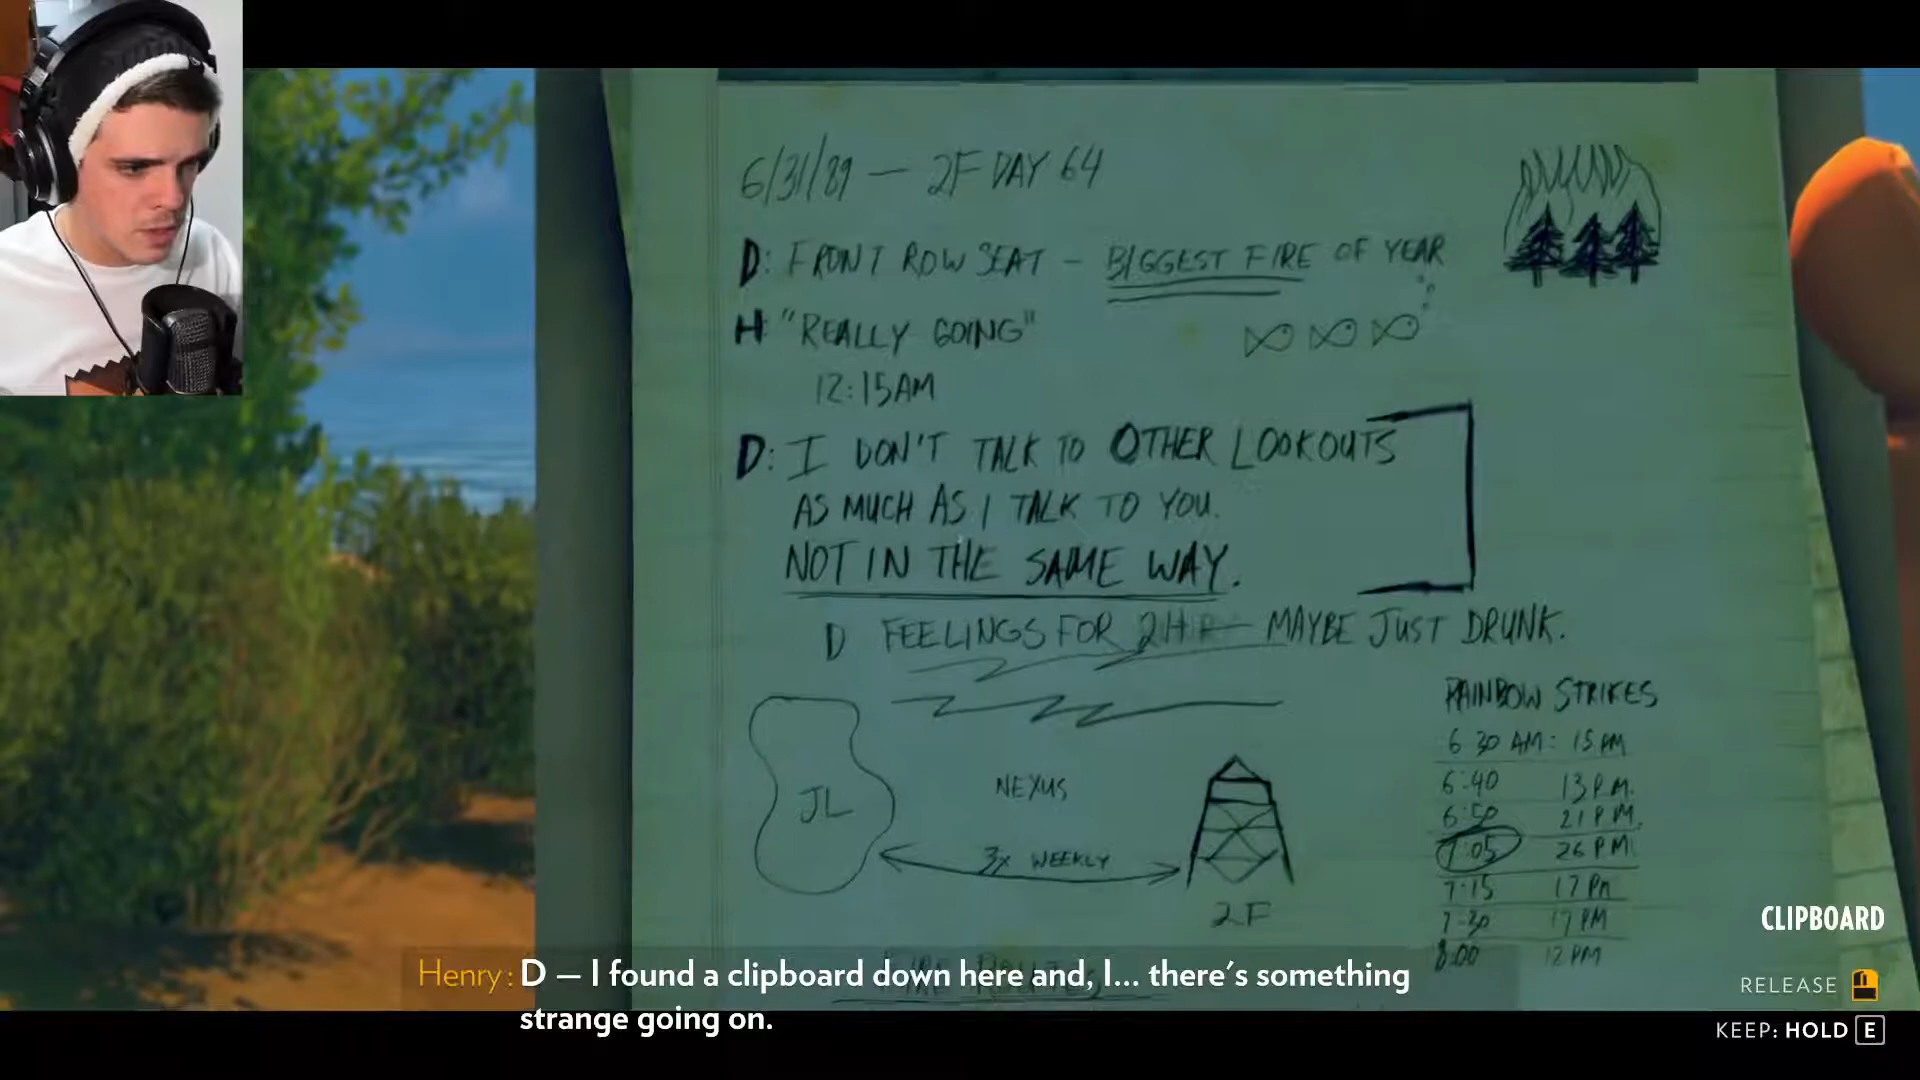 6/31/89 — 2F DAY 64
D: FRONT ROW SEAT – BIGGEST FIRE OF YEAR
H: "REALLY GOING"
12:15AM
D: I DON'T TALK TO OTHER LOOKOUTS
AS MUCH AS I TALK TO YOU.
NOT IN THE SAME WAY.
D FEELINGS FOR MAYBE JUST DRUNK.
RAINBOW STRIKES
6 30 AM: 15 PM
6:40 13 P.M.
6:50 21 P M.
7:05 26 PM
7:15 17 PM
7:30 17 PM
8:00 12 PM
JL
NEXUS
3x WEEKLY
2F
CLIPBOARD
RELEASE
KEEP: HOLD E
Henry: D — I found a clipboard down here and, I... there's something
strange going on.